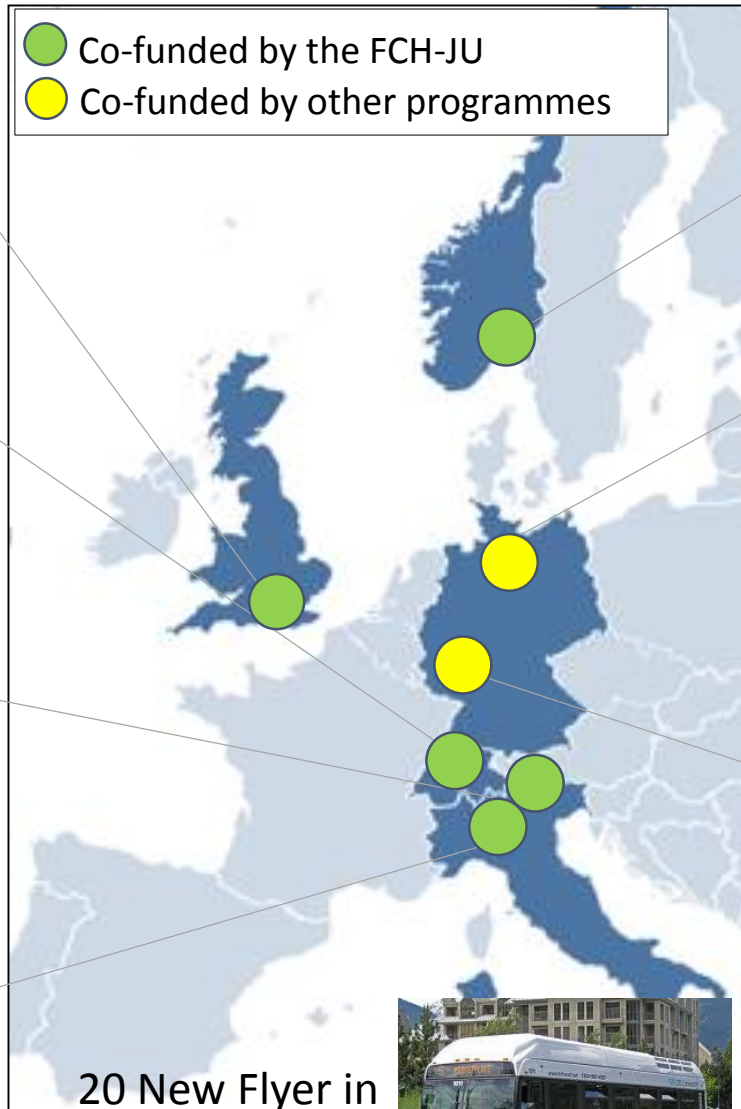 Co-funded by the FCH-JU
Co-funded by other programmes
20 New Flyer in